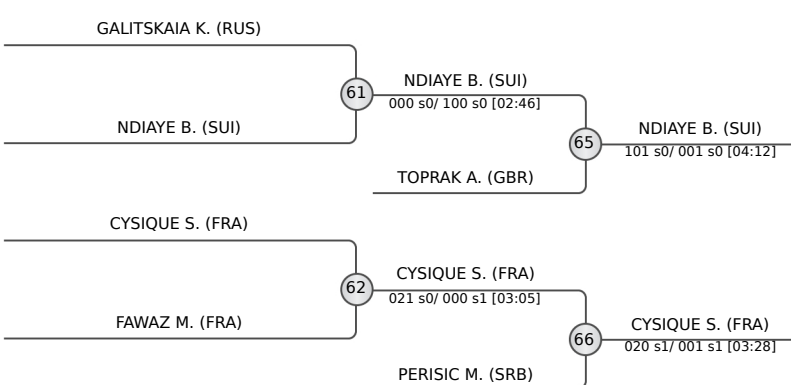 GALITSKAIA K. (RUS)
61
NDIAYE B. (SUI)
000 s0/ 100 s0 [02:46]
NDIAYE B. (SUI)
65
NDIAYE B. (SUI)
101 s0/ 001 s0 [04:12]
TOPRAK A. (GBR)
CYSIQUE S. (FRA)
62
CYSIQUE S. (FRA)
021 s0/ 000 s1 [03:05]
FAWAZ M. (FRA)
66
CYSIQUE S. (FRA)
020 s1/ 001 s1 [03:28]
PERISIC M. (SRB)